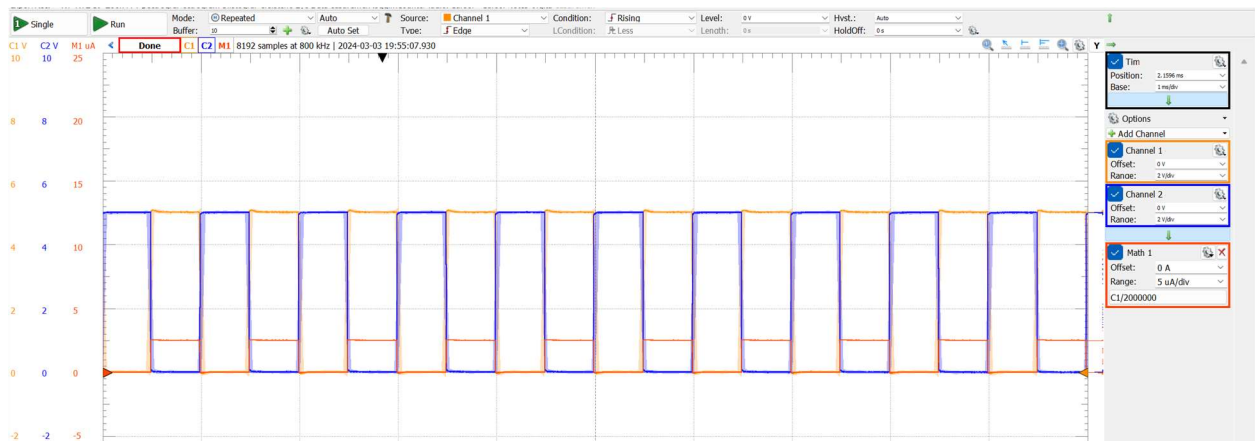 Single
Run
Mode: Repeated Auto Source: Channel 1 Condition: Rising Level: 0 V Hyst.: Auto
Buffer: 10 Auto Set Type: Edge LCondition: Less Length: 0 s HoldOff: 0 s
C1 V C2 V M1 uA Done C1 C2 M1 8192 samples at 800 kHz | 2024-03-03 19:55:07.930 Y
10 10 25
8 8 20
6 6 15
4 4 10
2 2 5
0 0 0
-2 -2 -5
Tim
Position: 2.1596 ms
Base: 1 ms/div
Options
Add Channel
Channel 1
Offset: 0 V
Range: 2 V/div
Channel 2
Offset: 0 V
Range: 2 V/div
Math 1
Offset: 0 A
Range: 5 uA/div
C1/2000000